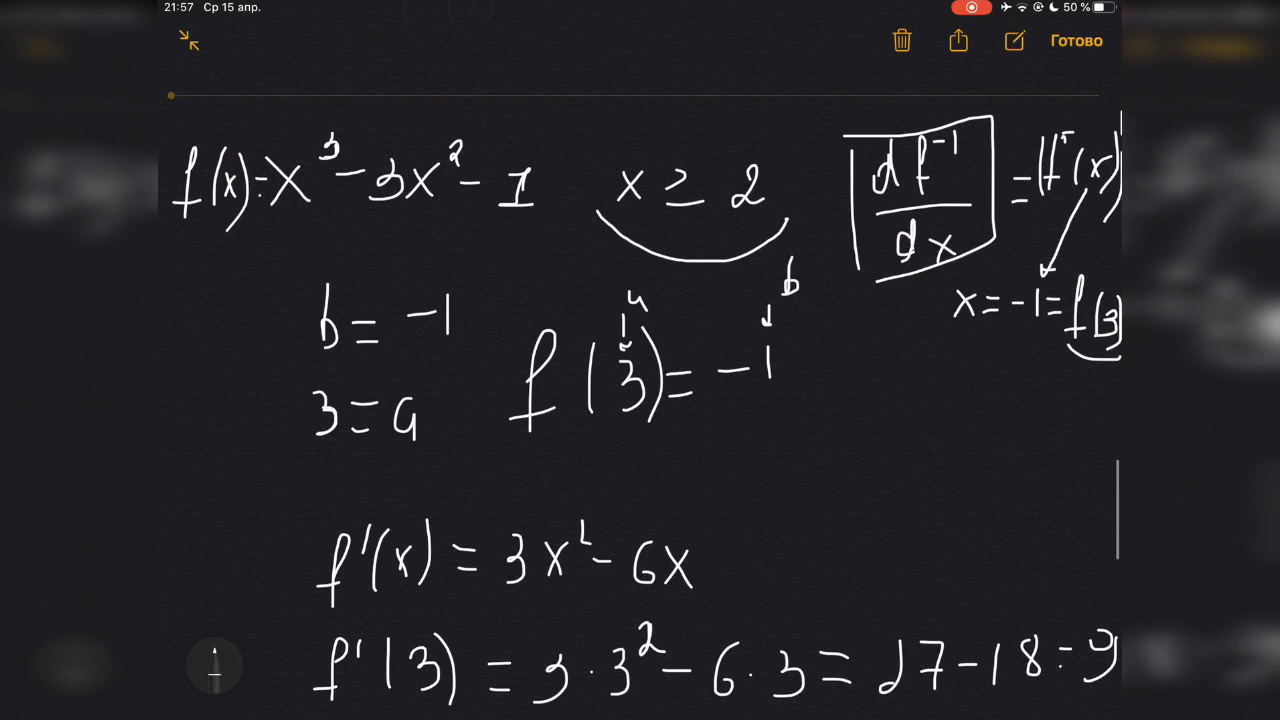 21:57 Ср 15 апр. 50 %
Готово
f(x) = x³ - 3x² - 1 x ≥ 2 df⁻¹/dx = (f⁻¹(x))
x = -1 = f(3)
b = -1
a b
f(3) = -1
3 = a
f'(x) = 3x² - 6x
f'(3) = 3·3² - 6·3 = 27 - 18 = 9